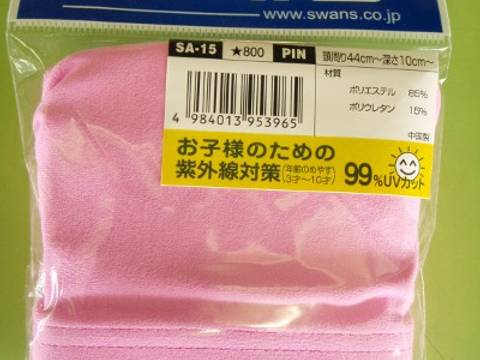 www.swans.co.jp
SA-15 ★800 PIN 頭周り44cm～深さ10cm～
材質
ポリエステル 85%
ポリウレタン 15%
中国製
4 984013 953965
お子様のための
紫外線対策(年齢のめやす 3才～10才) 99%UVカット